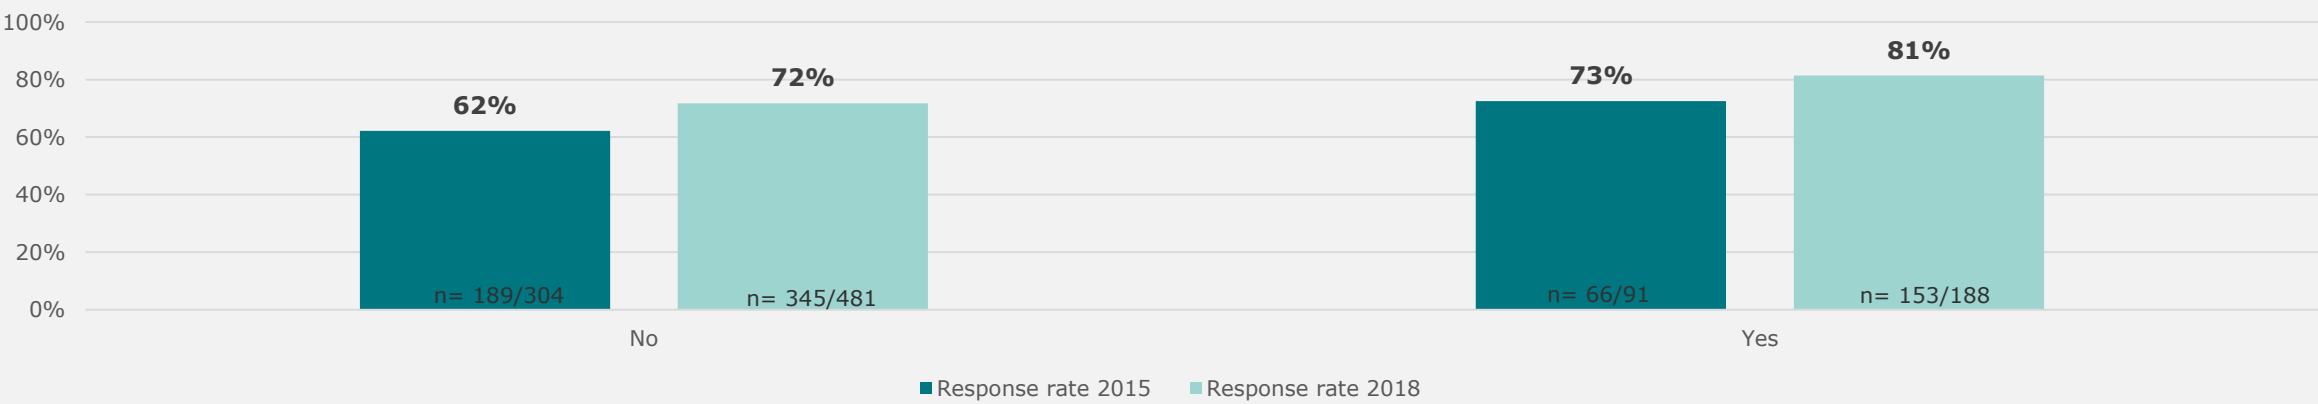 100%
80%
60%
40%
20%
0%
62%
72%
73%
81%
n= 189/304
n= 345/481
n= 66/91
n= 153/188
No
Yes
Response rate 2015
Response rate 2018